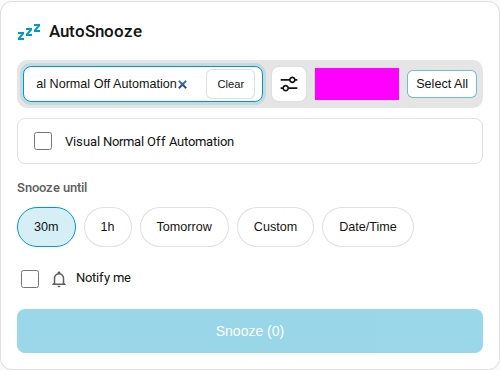 zzz AutoSnooze
al Normal Off Automation× Clear Select All
Visual Normal Off Automation
Snooze until
30m 1h Tomorrow Custom Date/Time
Notify me
Snooze (0)